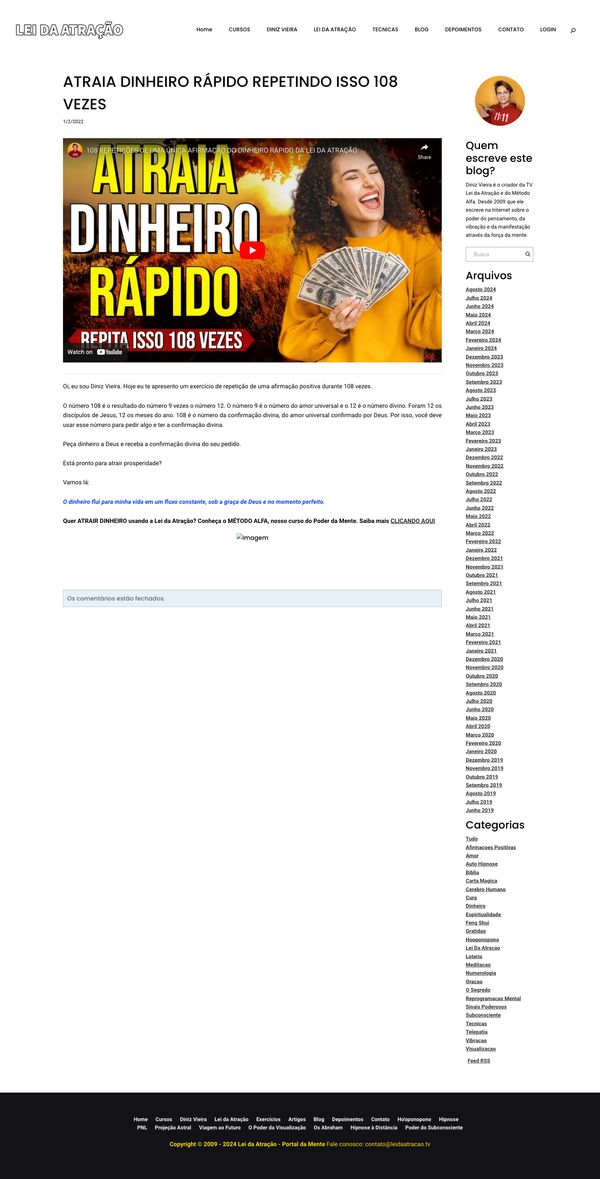 LEI DA ATRAÇÃO
Home CURSOS DINIZ VIEIRA LEI DA ATRAÇÃO TECNICAS BLOG DEPOIMENTOS CONTATO LOGIN
ATRAIA DINHEIRO RÁPIDO REPETINDO ISSO 108
VEZES
1/2/2022
108 REPETIÇÕES DE UMA ÚNICA AFIRMAÇÃO DO DINHEIRO RÁPIDO DA LEI DA ATRAÇÃO
Share
ATRAIA
DINHEIRO
RÁPIDO
REPITA ISSO 108 VEZES
Watch on YouTube
Oi, eu sou Diniz Vieira. Hoje eu te apresento um exercício de repetição de uma afirmação positiva durante 108 vezes.
O número 108 é o resultado do número 9 vezes o número 12. O número 9 é o número do amor universal e o 12 é o número divino. Foram 12 os
discípulos de Jesus, 12 os meses do ano. 108 é o número da confirmação divina, do amor universal confirmado por Deus. Por isso, você deve
usar esse número para pedir algo e ter a confirmação divina.
Peça dinheiro a Deus e receba a confirmação divina do seu pedido.
Está pronto para atrair prosperidade?
Vamos lá:
O dinheiro flui para minha vida em um fluxo constante, sob a graça de Deus e no momento perfeito.
Quer ATRAIR DINHEIRO usando a Lei da Atração? Conheça o MÉTODO ALFA, nosso curso do Poder da Mente. Saiba mais CLICANDO AQUI
Imagem
Os comentários estão fechados.
11:11
Quem
escreve este
blog?
Diniz Vieira é o criador da TV
Lei da Atração e do Método
Alfa. Desde 2009 que ele
escreve na Internet sobre o
poder do pensamento, da
vibração e da manifestação
através da força da mente.
Busca
Arquivos
Agosto 2024
Julho 2024
Junho 2024
Maio 2024
Abril 2024
Março 2024
Fevereiro 2024
Janeiro 2024
Dezembro 2023
Novembro 2023
Outubro 2023
Setembro 2023
Agosto 2023
Julho 2023
Junho 2023
Maio 2023
Abril 2023
Março 2023
Fevereiro 2023
Janeiro 2023
Dezembro 2022
Novembro 2022
Outubro 2022
Setembro 2022
Agosto 2022
Julho 2022
Junho 2022
Maio 2022
Abril 2022
Março 2022
Fevereiro 2022
Janeiro 2022
Dezembro 2021
Novembro 2021
Outubro 2021
Setembro 2021
Agosto 2021
Julho 2021
Junho 2021
Maio 2021
Abril 2021
Março 2021
Fevereiro 2021
Janeiro 2021
Dezembro 2020
Novembro 2020
Outubro 2020
Setembro 2020
Agosto 2020
Julho 2020
Junho 2020
Maio 2020
Abril 2020
Março 2020
Fevereiro 2020
Janeiro 2020
Dezembro 2019
Novembro 2019
Outubro 2019
Setembro 2019
Agosto 2019
Julho 2019
Junho 2019
Categorias
Tudo
Afirmacoes Positivas
Amor
Auto Hipnose
Bíblia
Carta Magica
Cerebro Humano
Cura
Dinheiro
Espiritualidade
Feng Shui
Gratidao
Hooponopono
Lei Da Atracao
Loteria
Meditacao
Numerologia
Oracao
O Segredo
Reprogramacao Mental
Sinais Poderosos
Subconsciente
Tecnicas
Telepatia
Vibracao
Visualizacao
Feed RSS
Home Cursos Diniz Vieira Lei da Atração Exercícios Artigos Blog Depoimentos Contato Ho'oponopono Hipnose
PNL Projeção Astral Viagem ao Futuro O Poder da Visualização Os Abraham Hipnose à Distância Poder do Subconsciente
Copyright © 2009 - 2024 Lei da Atração - Portal da Mente Fale conosco: contato@leidaatracao.tv